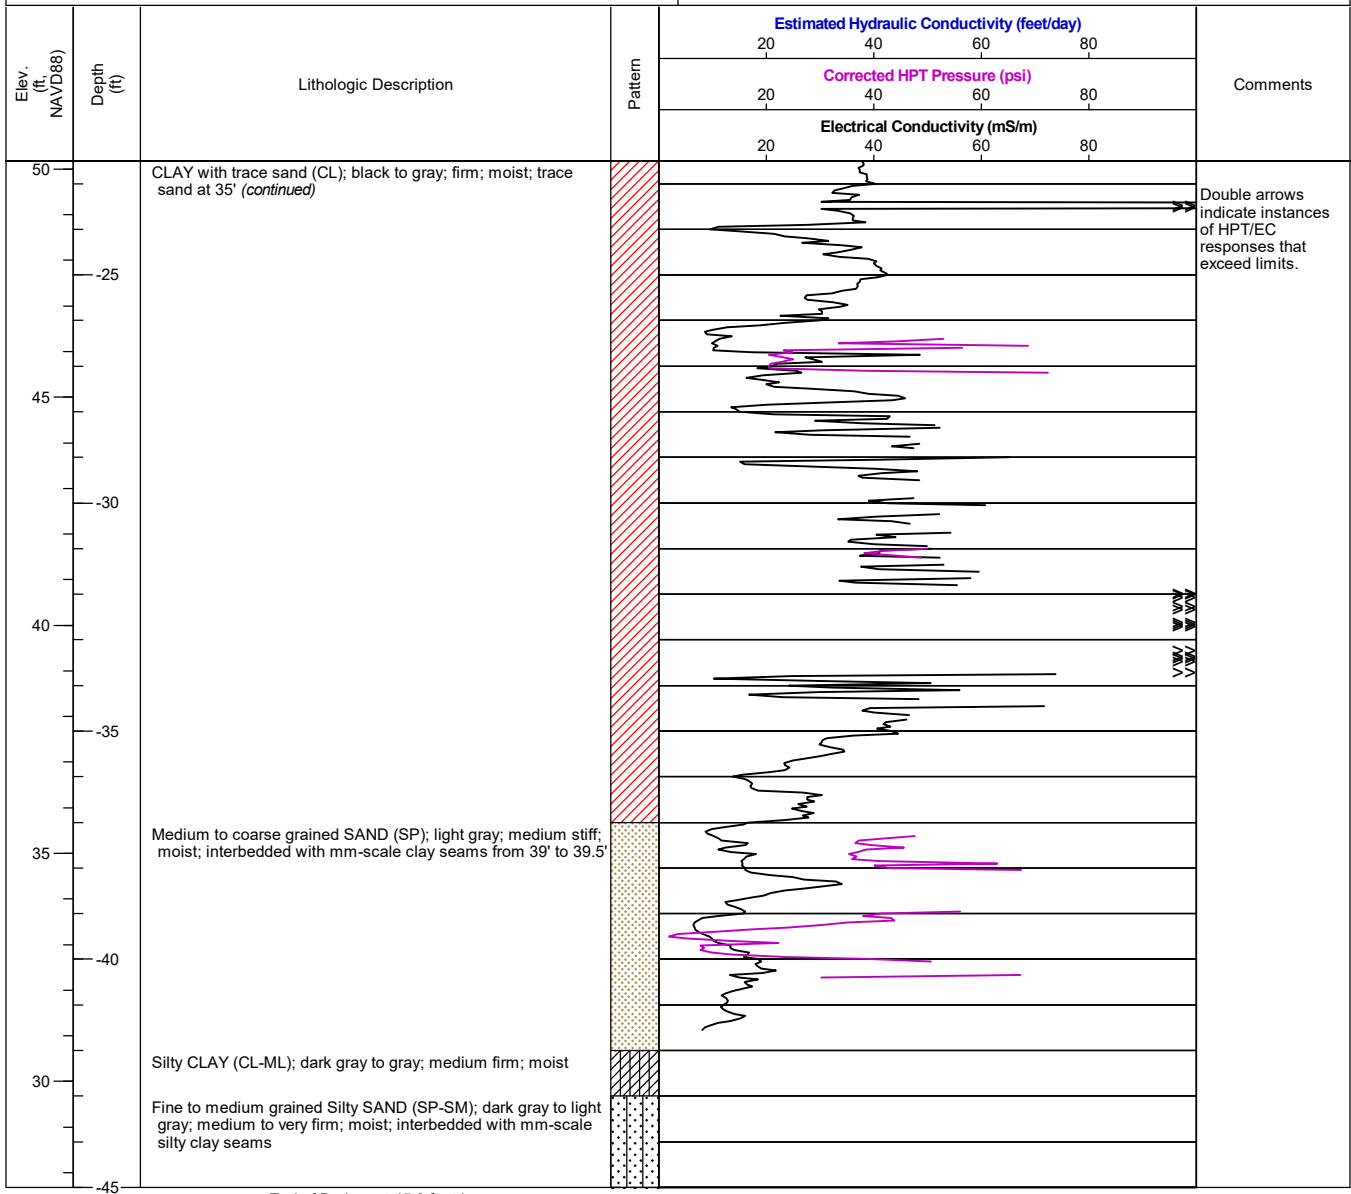 Elev. (ft, NAVD88)
Depth (ft)
Lithologic Description
Pattern
Estimated Hydraulic Conductivity (feet/day)
20 40 60 80
Corrected HPT Pressure (psi)
20 40 60 80
Electrical Conductivity (mS/m)
20 40 60 80
Comments
50
CLAY with trace sand (CL); black to gray; firm; moist; trace
sand at 35' (continued)
>>
Double arrows
indicate instances
of HPT/EC
responses that
exceed limits.
-25
45
-30
40
-35
Medium to coarse grained SAND (SP); light gray; medium stiff;
moist; interbedded with mm-scale clay seams from 39' to 39.5'
35
-40
Silty CLAY (CL-ML); dark gray to gray; medium firm; moist
30
Fine to medium grained Silty SAND (SP-SM); dark gray to light
gray; medium to very firm; moist; interbedded with mm-scale
silty clay seams
-45